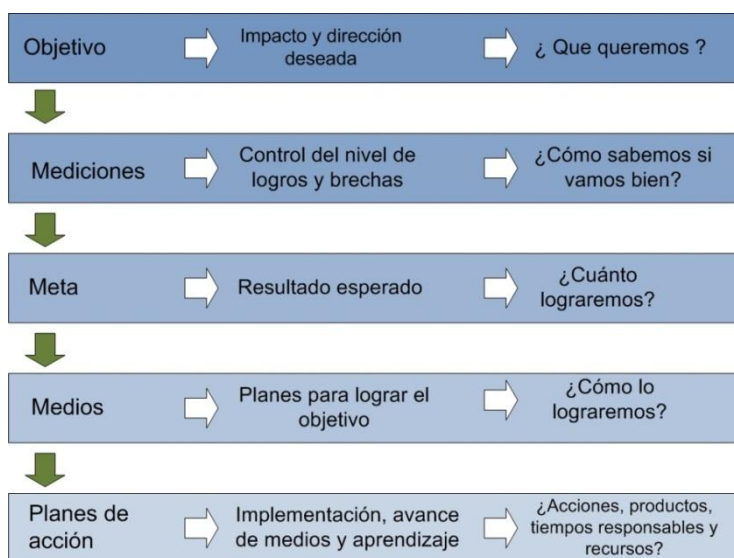 Objetivo
Impacto y dirección
deseada
¿ Que queremos ?
Mediciones
Control del nivel de
logros y brechas
¿Cómo sabemos si
vamos bien?
Meta
Resultado esperado
¿Cuánto
lograremos?
Medios
Planes para lograr el
objetivo
¿Cómo lo
lograremos?
Planes de
acción
Implementación, avance
de medios y aprendizaje
¿Acciones, productos,
tiempos responsables y
recursos?